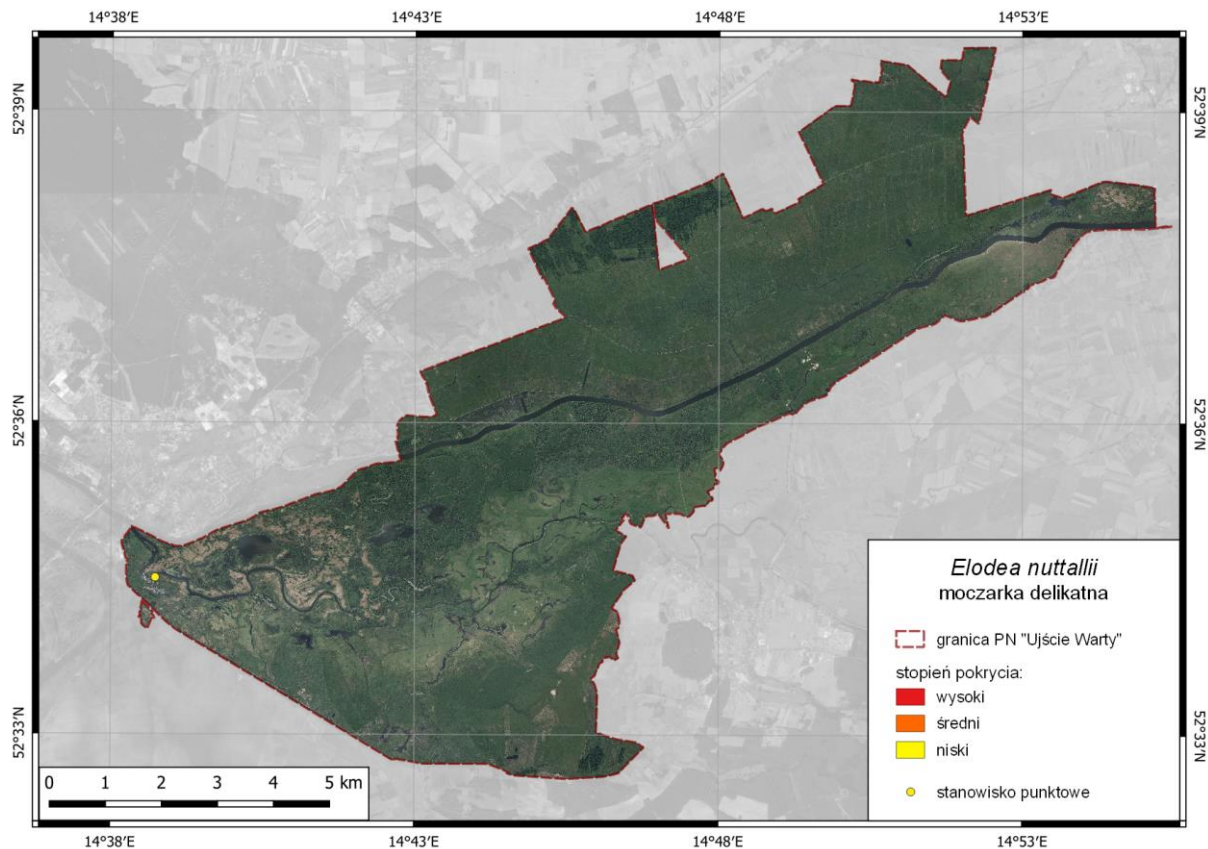 14°38′E 14°43′E 14°48′E 14°53′E
52°39′N 52°39′N
52°36′N 52°36′N
52°33′N 52°33′N
Elodea nuttallii
moczarka delikatna
granica PN "Ujście Warty"
stopień pokrycia:
wysoki
średni
niski
stanowisko punktowe
0 1 2 3 4 5 km
14°38′E 14°43′E 14°48′E 14°53′E